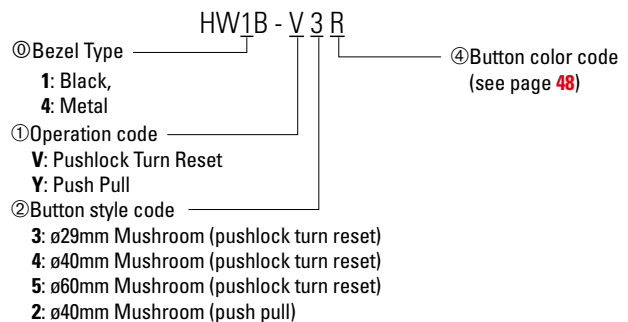 HW1B - V 3 R
⓪Bezel Type
1: Black,
4: Metal
④Button color code
(see page 48)
①Operation code
V: Pushlock Turn Reset
Y: Push Pull
②Button style code
3: ø29mm Mushroom (pushlock turn reset)
4: ø40mm Mushroom (pushlock turn reset)
5: ø60mm Mushroom (pushlock turn reset)
2: ø40mm Mushroom (push pull)